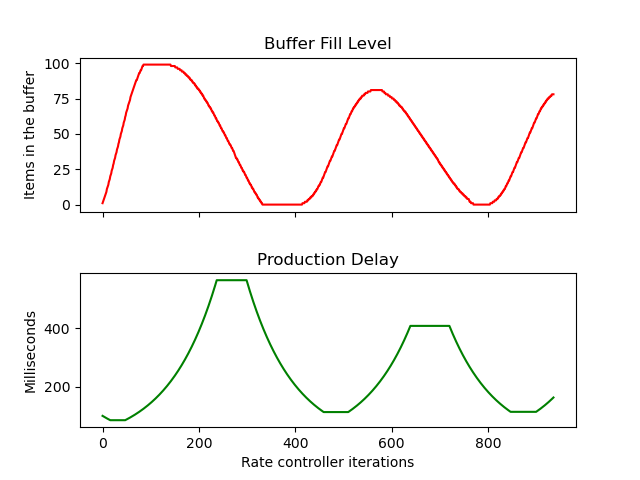 Buffer Fill Level
Items in the buffer
100
75
50
25
0
Production Delay
Milliseconds
400
200
0 200 400 600 800
Rate controller iterations